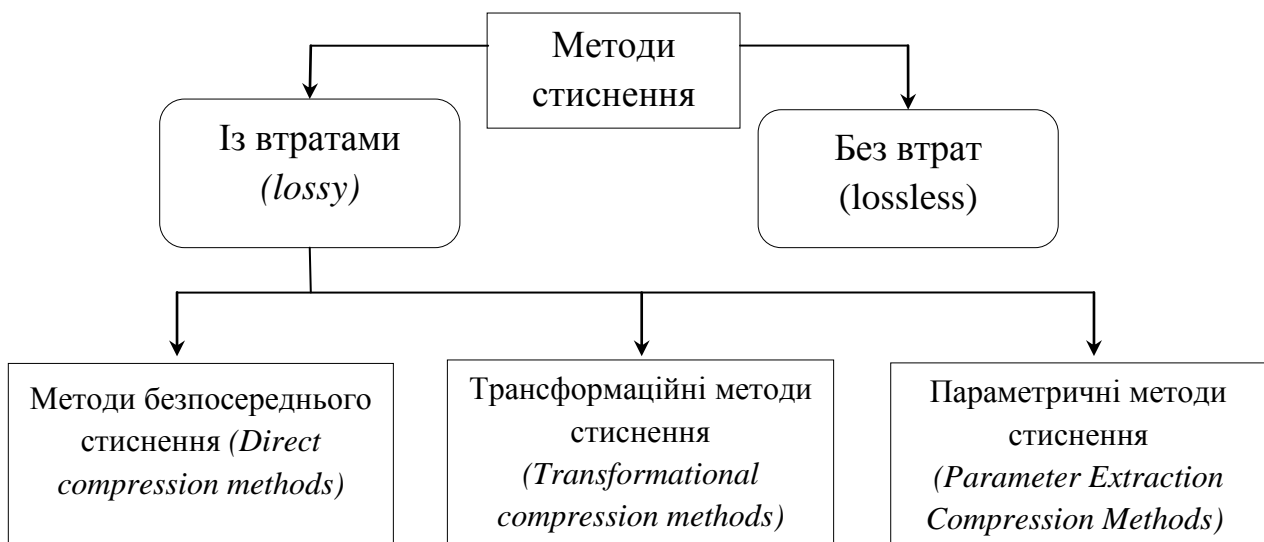 Методи
стиснення
Із втратами
(lossy)
Без втрат
(lossless)
Методи безпосереднього
стиснення (Direct
compression methods)
Трансформаційні методи
стиснення
(Transformational
compression methods)
Параметричні методи
стиснення
(Parameter Extraction
Compression Methods)